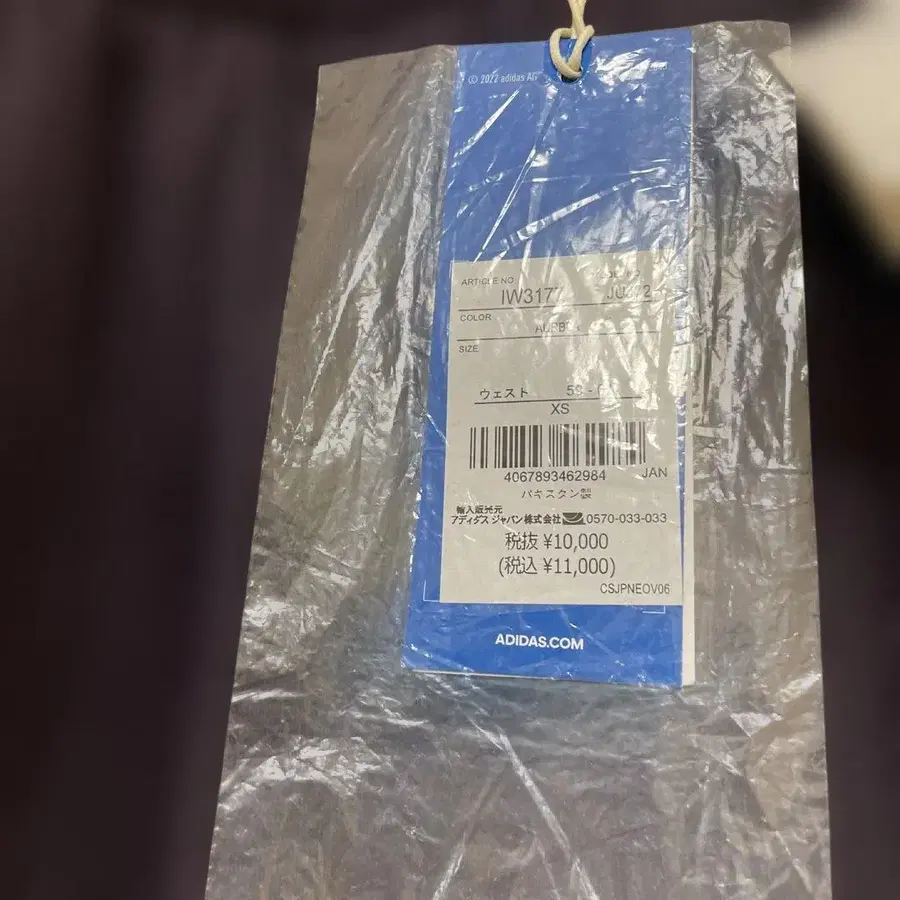 © 2022 adidas AG
ARTICLE NO.
IW3177
COLOR
SIZE
ウェスト
XS
4067893462984 JAN
パキスタン製
輸入販売元
アディダス ジャパン株式会社 0570-033-033
税抜 ¥10,000
(税込 ¥11,000)
CSJPNEOV06
ADIDAS.COM